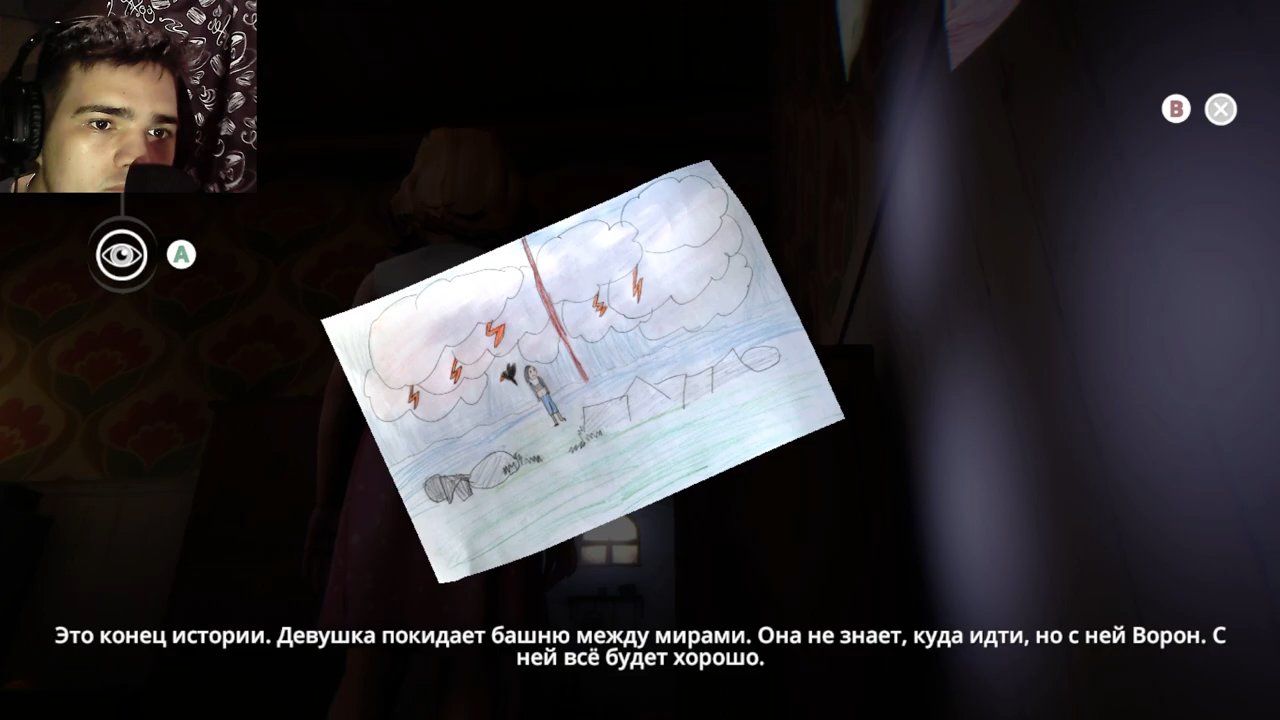 B
A
Это конец истории. Девушка покидает башню между мирами. Она не знает, куда идти, но с ней Ворон. С
ней всё будет хорошо.